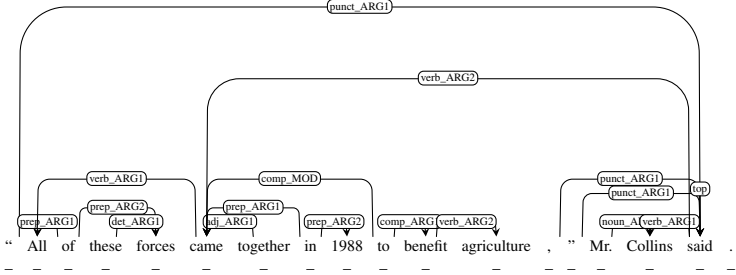 punct_ARG1
verb_ARG2
verb_ARG1 comp_MOD punct_ARG1
punct_ARG1 top
prep_ARG2 prep_ARG1
prep_ARG1 det_ARG1 adj_ARG1 prep_ARG2 comp_ARG verb_ARG2 noun_A verb_ARG1
“ All of these forces came together in 1988 to benefit agriculture , ” Mr. Collins said .